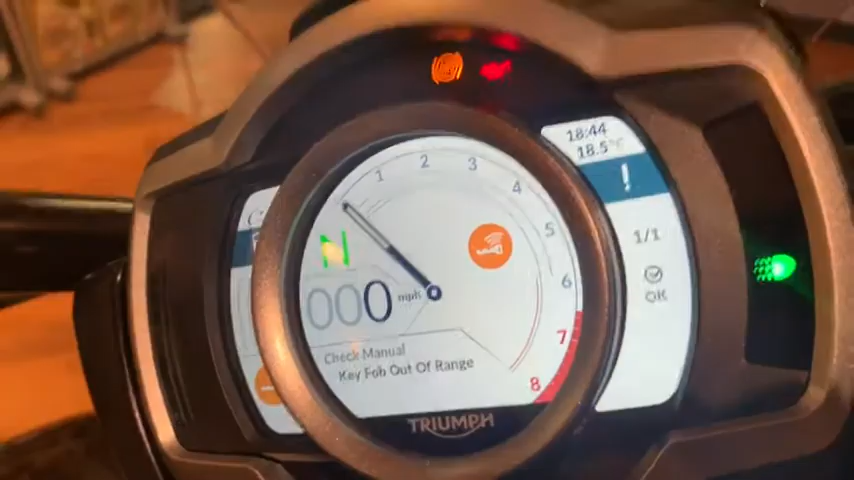 18:44
18.5°C
1
2
3
4
5
6
7
8
N
000 mph
1/1
OK
Check Manual
Key Fob Out Of Range
TRIUMPH